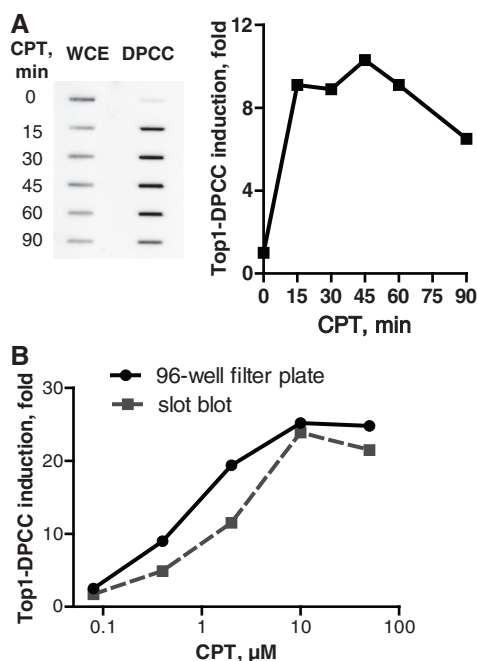 A
CPT, min
WCE DPCC
0
15
30
45
60
90
Top1-DPCC induction, fold
12
8
4
0
0 15 30 45 60 75 90
CPT, min
B
96-well filter plate
slot blot
Top1-DPCC induction, fold
30
20
10
0
0.1 1 10 100
CPT, µM